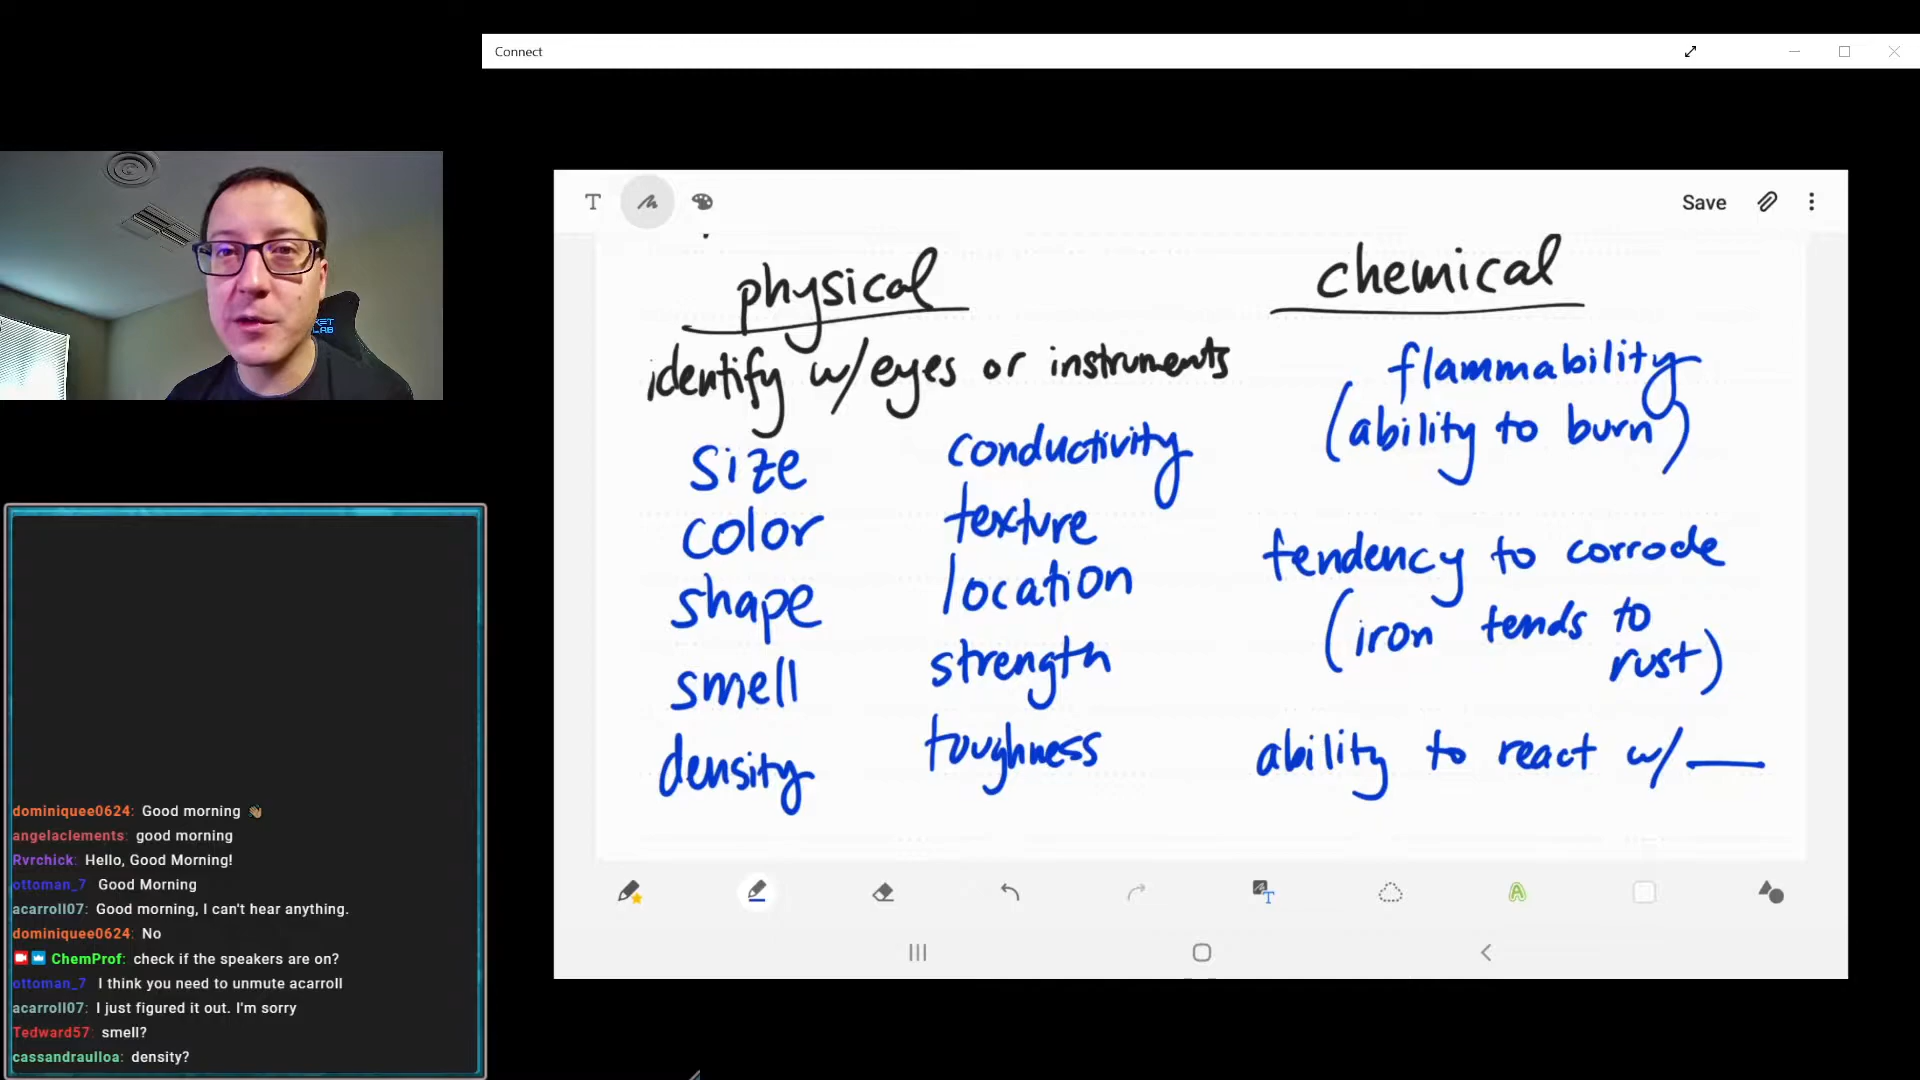 Connect
Save
physical
chemical
identify w/eyes or instruments
size
color
shape
smell
density
conductivity
texture
location
strength
toughness
flammability
(ability to burn)
tendency to corrode
(iron tends to
rust)
ability to react w/ ___
LAB
dominiquee0624: Good morning 👋🏽
angelaclements: good morning
Rvrchick: Hello, Good Morning!
ottoman_7 Good Morning
acarroll07: Good morning, I can't hear anything.
dominiquee0624: No
ChemProf: check if the speakers are on?
ottoman_7 I think you need to unmute acarroll
acarroll07: I just figured it out. I'm sorry
Tedward57: smell?
cassandraulloa: density?